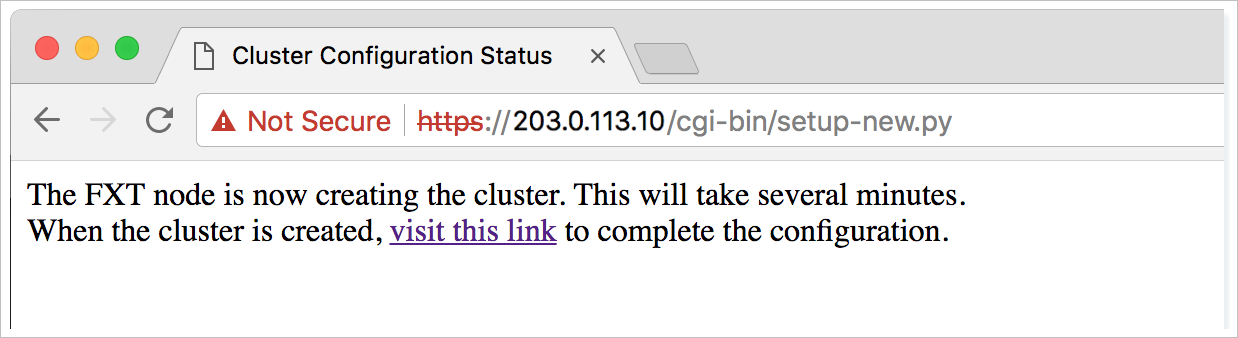 Cluster Configuration Status
Not Secure https://203.0.113.10/cgi-bin/setup-new.py
The FXT node is now creating the cluster. This will take several minutes.
When the cluster is created, visit this link to complete the configuration.